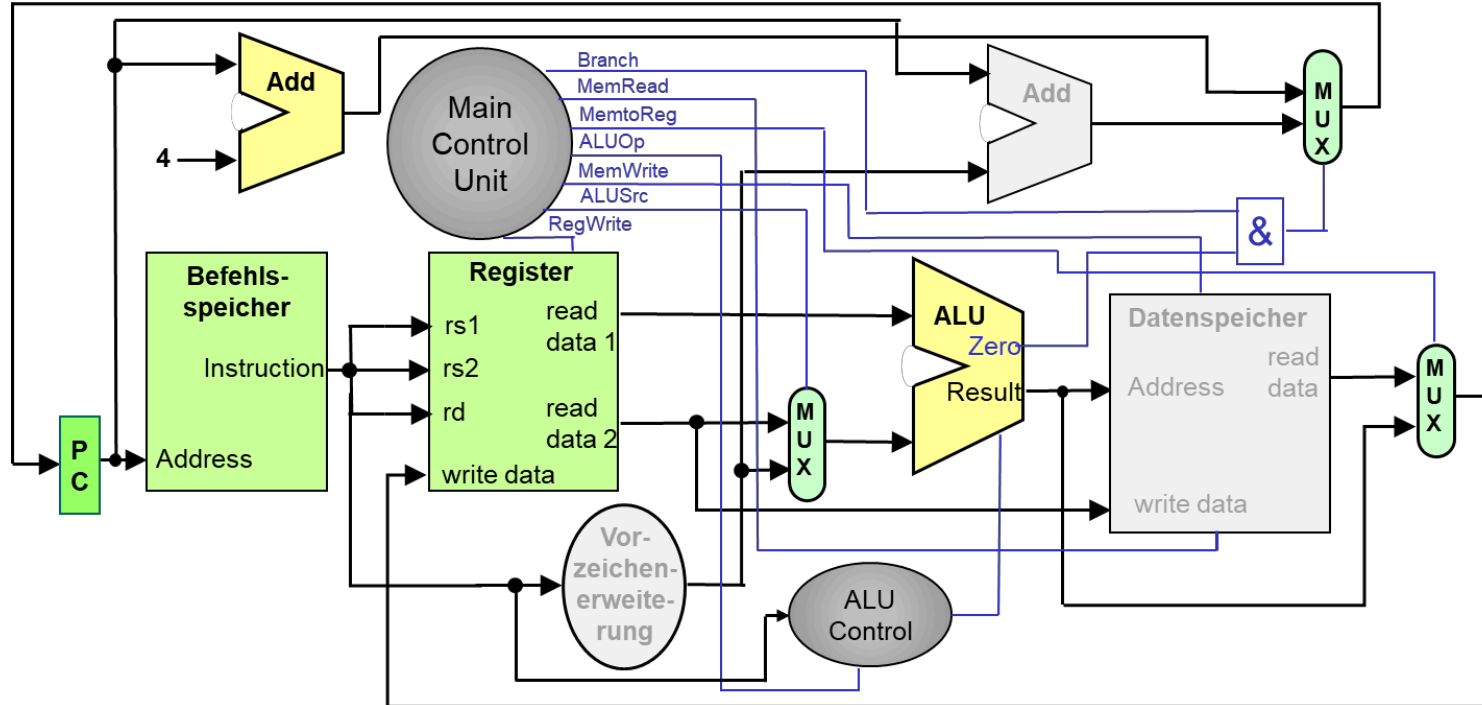 Add
4
Main
Control
Unit
Branch
MemRead
MemtoReg
ALUOp
MemWrite
ALUSrc
RegWrite
Add
M
U
X
&
Befehls-
speicher
Instruction
Address
P
C
Register
rs1
rs2
rd
write data
read
data 1
read
data 2
M
U
X
ALU
Zero
Result
Datenspeicher
Address
read
data
write data
M
U
X
Vor-
zeichen-
erweite-
rung
ALU
Control